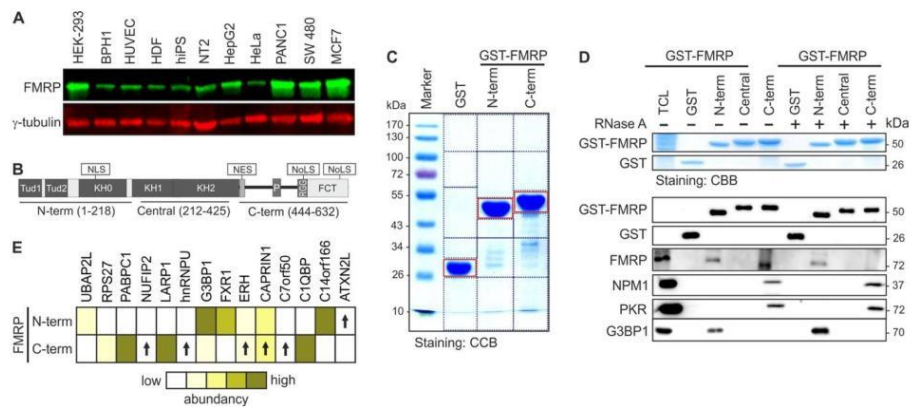 A
HEK-293
BPH1
HUVEC
HDF
hiPS
NT2
HepG2
HeLa
PANC1
SW 480
MCF7
FMRP
γ-tubulin
B
NLS
NES
NoLS
NoLS
Tud1
Tud2
KH0
KH1
KH2
P
RGG
FCT
N-term (1-218)
Central (212-425)
C-term (444-632)
E
UBAP2L
RPS27
PABPC1
NUFIP2
LARP1
hnRNPU
G3BP1
FXR1
ERH
CAPRIN1
C7orf50
C1QBP
C14orf166
ATXN2L
FMRP
N-term
C-term
low
high
abundancy
C
GST-FMRP
Marker
GST
N-term
C-term
kDa
170
130
100
72
55
43
34
26
10
Staining: CCB
D
GST-FMRP
GST-FMRP
TCL
GST
N-term
Central
C-term
GST
N-term
Central
C-term
RNase A
- - - - - + + + +
kDa
GST-FMRP
50
GST
26
Staining: CBB
GST-FMRP
50
GST
26
FMRP
72
NPM1
37
PKR
72
G3BP1
70